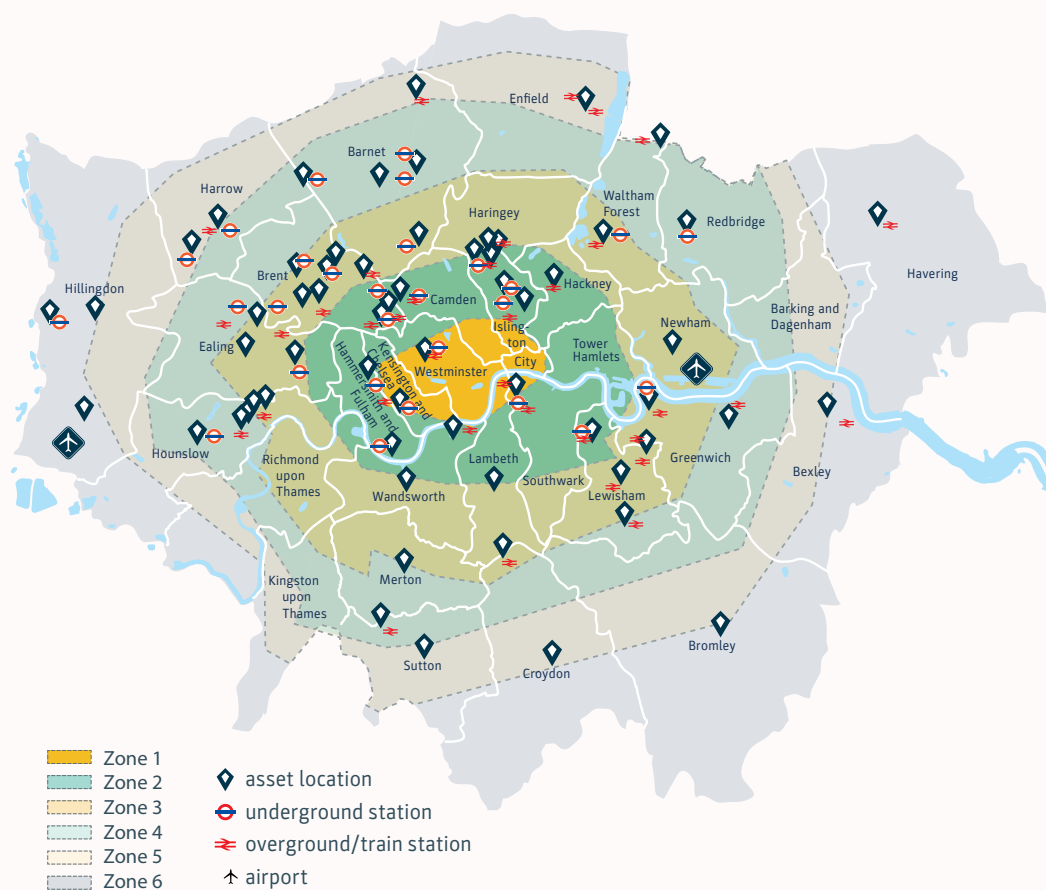 Enfield
Barnet
Harrow
Haringey
Waltham
Forest
Redbridge
Havering
Brent
Hillingdon
Camden
Hackney
Barking and
Dagenham
Newham
Isling-
ton
Ealing
Tower
Hamlets
City
Westminster
Kensington and
Chelsea
Hammersmith and
Fulham
Hounslow
Richmond
upon
Thames
Lambeth
Greenwich
Bexley
Southwark
Wandsworth
Lewisham
Merton
Kingston
upon
Thames
Sutton
Croydon
Bromley
Zone 1
Zone 2
Zone 3
Zone 4
Zone 5
Zone 6
asset location
underground station
overground/train station
airport